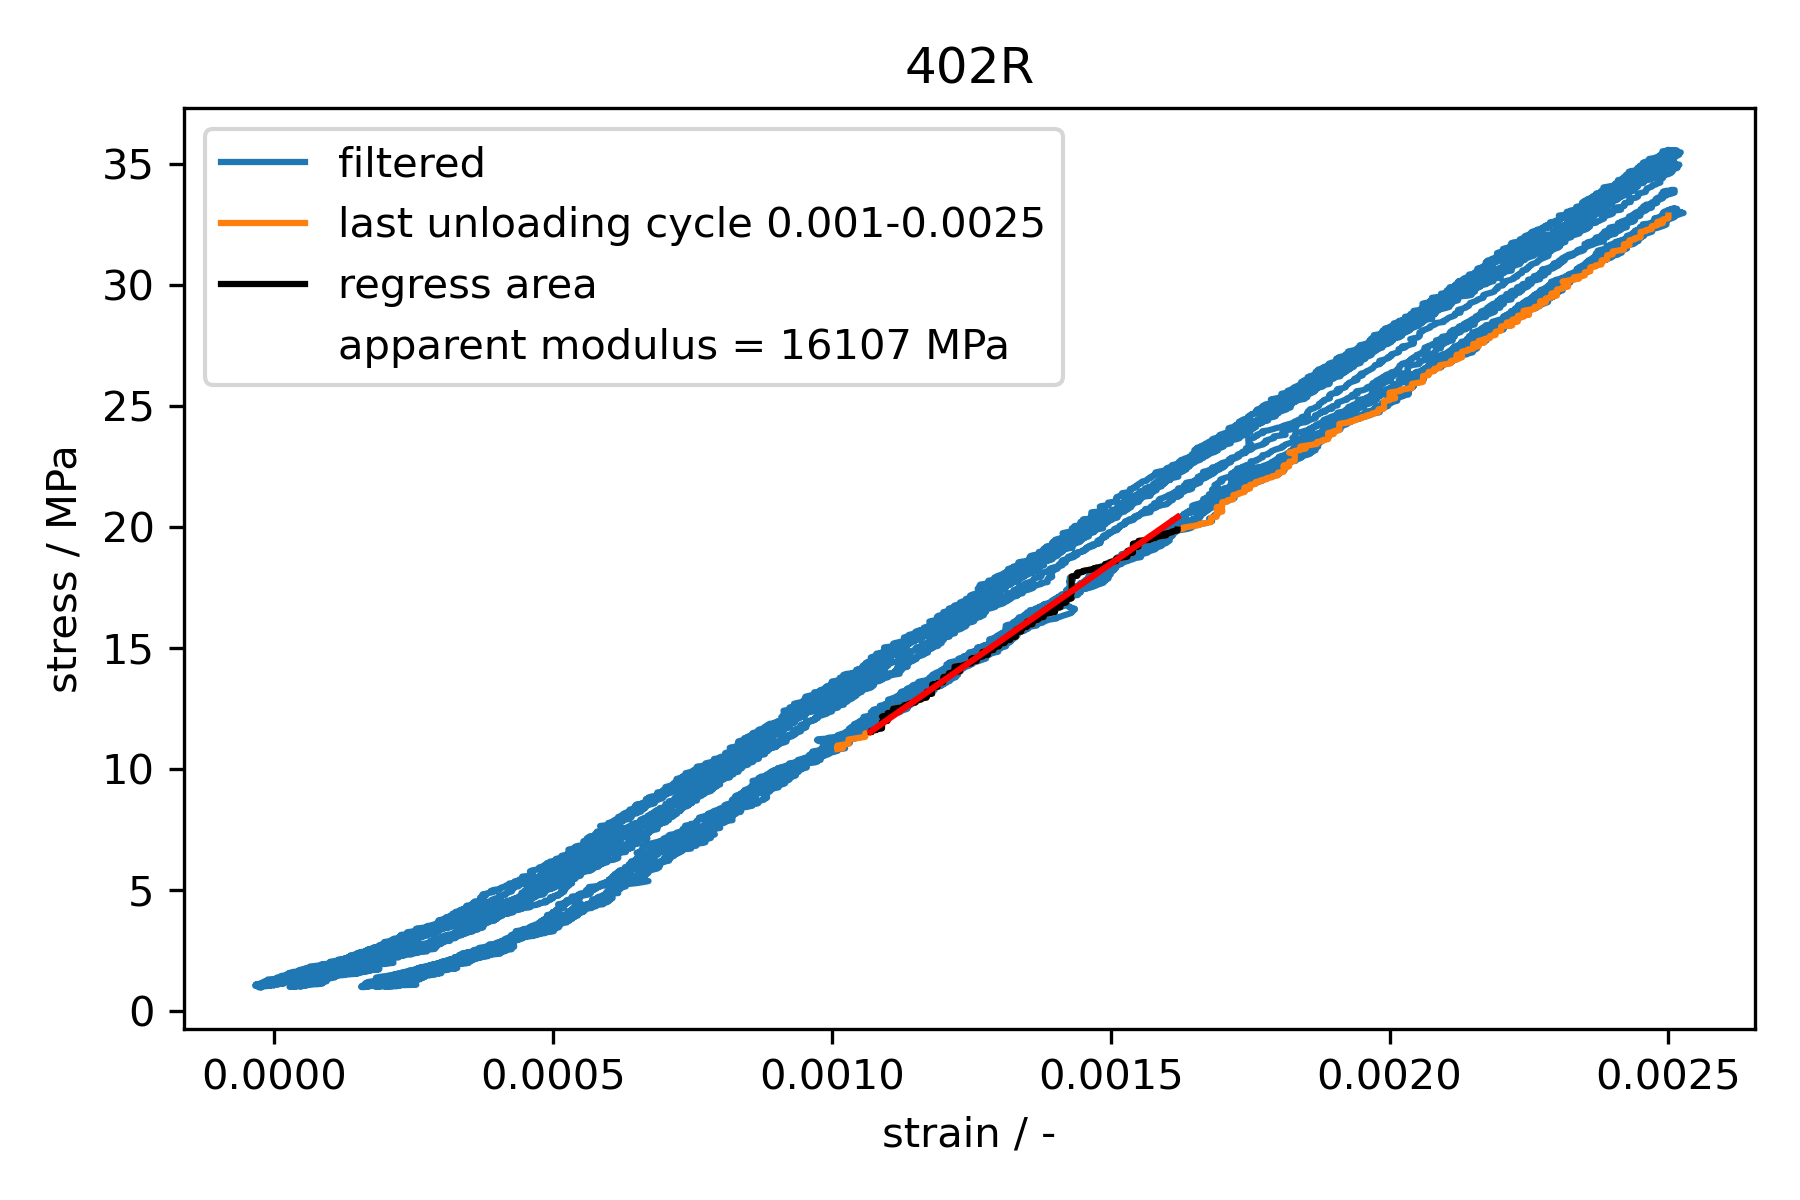 402R
filtered
last unloading cycle 0.001-0.0025
regress area
apparent modulus = 16107 MPa
35
30
25
20
15
10
5
0
stress / MPa
0.0000 0.0005 0.0010 0.0015 0.0020 0.0025
strain / -